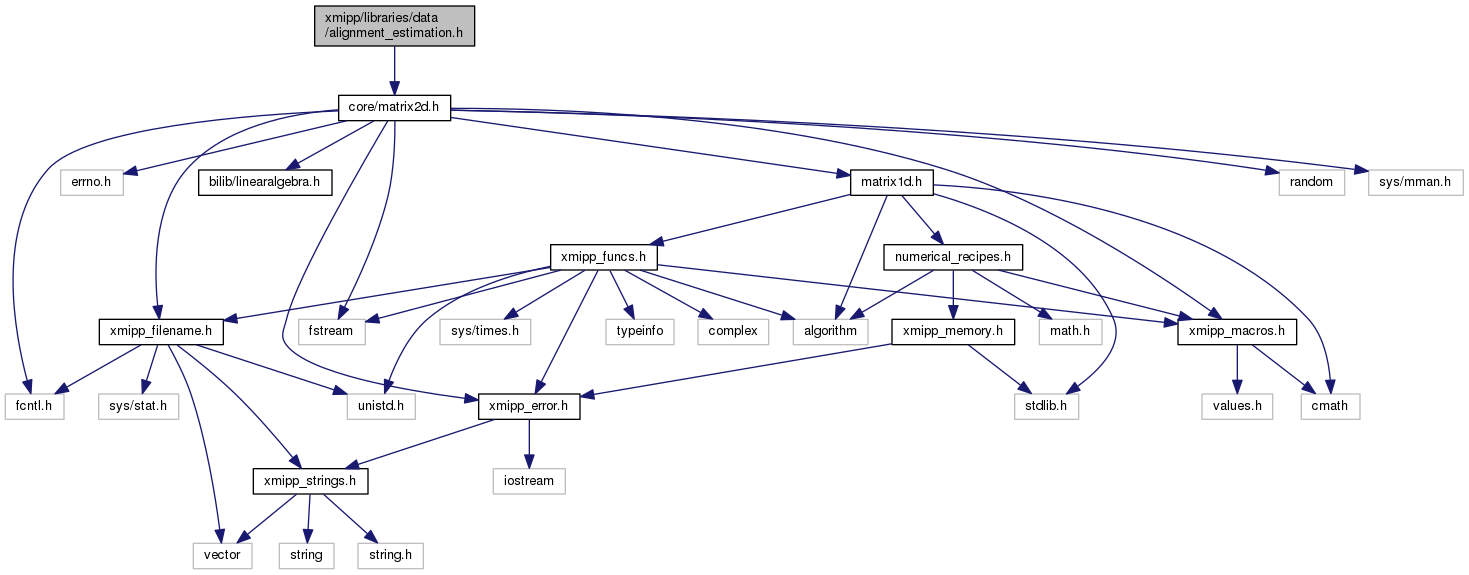 xmipp/libraries/data
/alignment_estimation.h
core/matrix2d.h
errno.h
bilib/linearalgebra.h
matrix1d.h
random
sys/mman.h
xmipp_funcs.h
numerical_recipes.h
xmipp_filename.h
fstream
sys/times.h
typeinfo
complex
algorithm
xmipp_memory.h
math.h
xmipp_macros.h
fcntl.h
sys/stat.h
unistd.h
xmipp_error.h
stdlib.h
values.h
cmath
xmipp_strings.h
iostream
vector
string
string.h